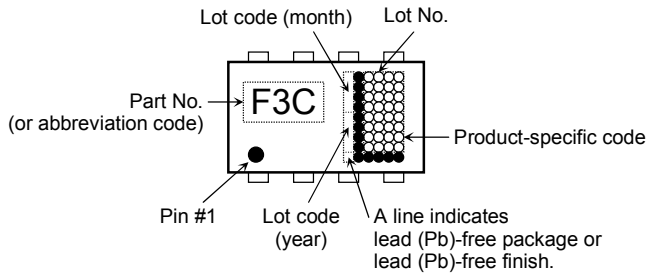 Lot code (month)
Lot No.
Part No.
(or abbreviation code)
F3C
Product-specific code
Pin #1
Lot code
(year)
A line indicates
lead (Pb)-free package or
lead (Pb)-free finish.